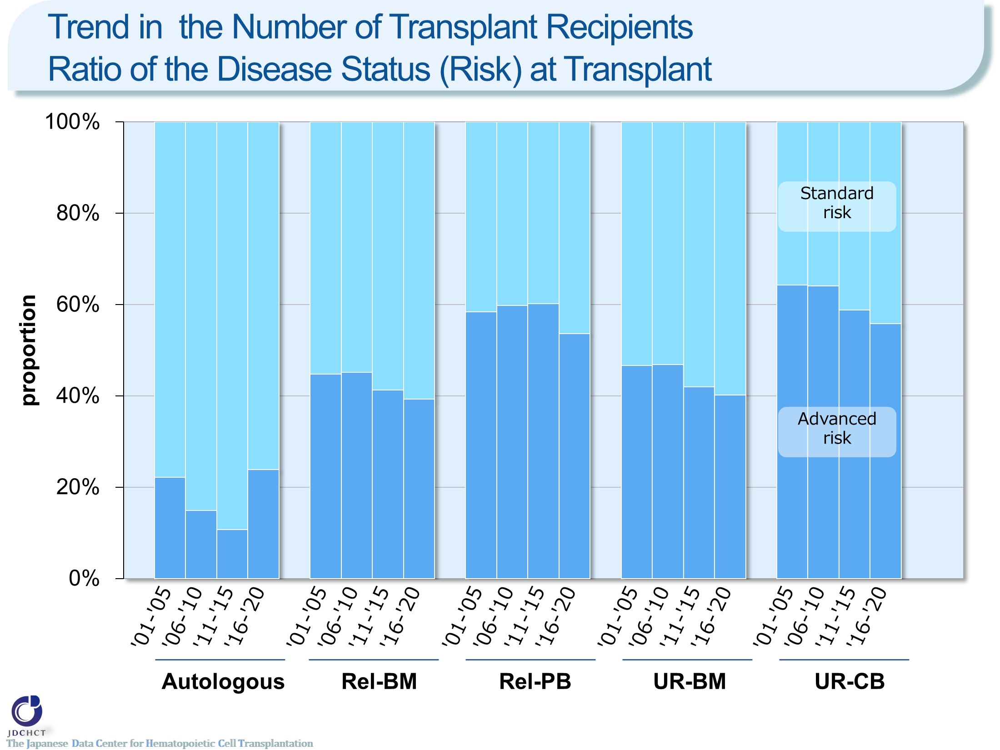 Trend in  the Number of Transplant Recipients
Ratio of the Disease Status (Risk) at Transplant
100%
80%
60%
40%
20%
0%
proportion
Standard
risk
Advanced
risk
'01-'05
'06-'10
'11-'15
'16-'20
'01-'05
'06-'10
'11-'15
'16-'20
'01-'05
'06-'10
'11-'15
'16-'20
'01-'05
'06-'10
'11-'15
'16-'20
'01-'05
'06-'10
'11-'15
'16-'20
Autologous
Rel-BM
Rel-PB
UR-BM
UR-CB
JDCHCT
The Japanese Data Center for Hematopoietic Cell Transplantation